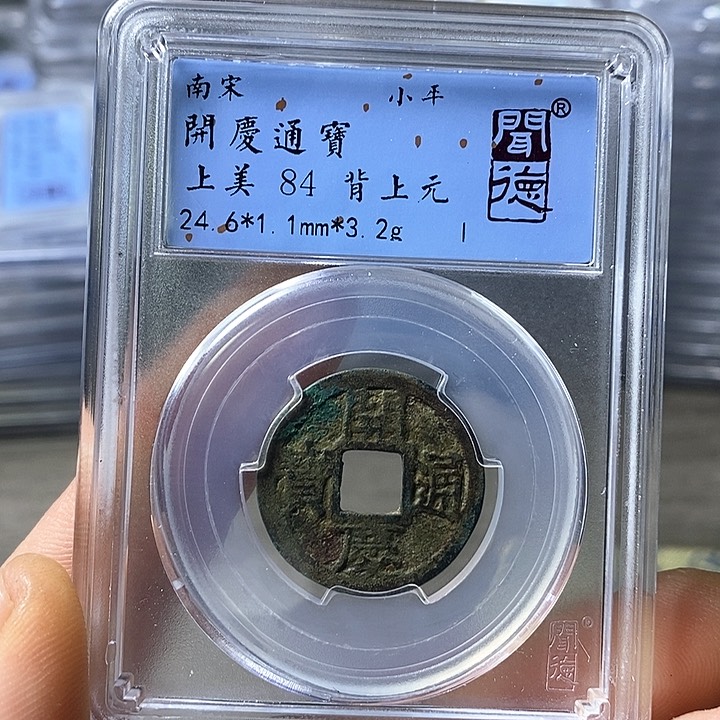 南宋 小平
開慶通寶
上美 84 背上元
24.6*1.1mm*3.2g
聞德®
開慶通寶
聞德®